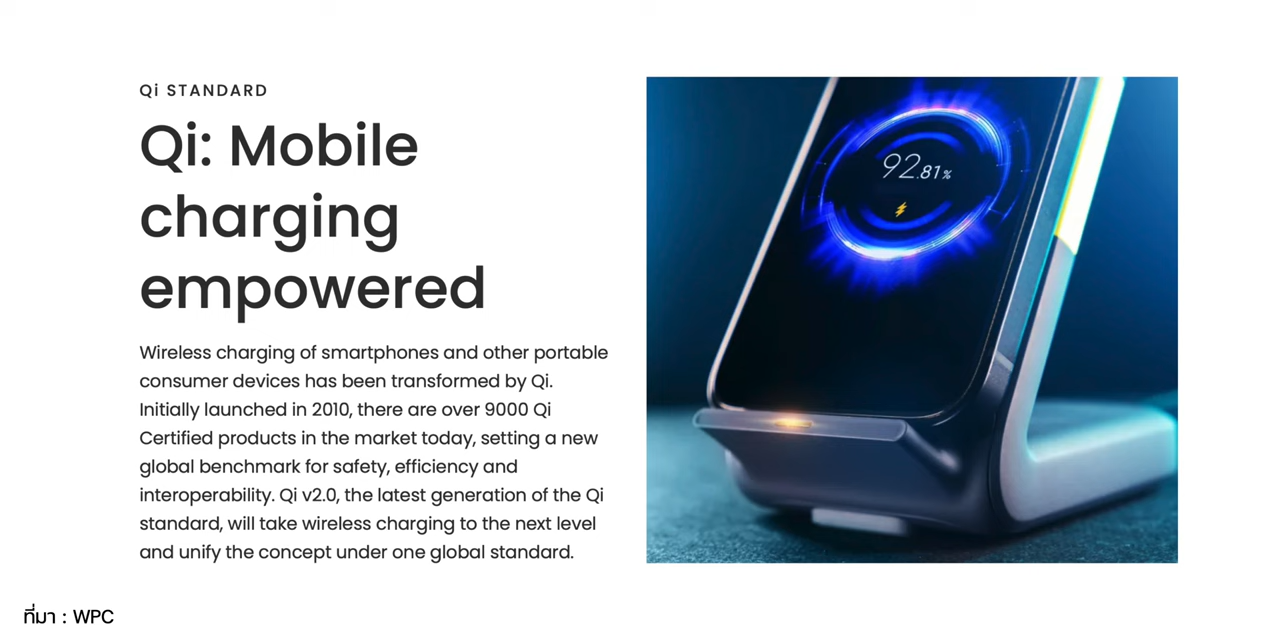 Qi STANDARD
Qi: Mobile
charging
empowered
Wireless charging of smartphones and other portable
consumer devices has been transformed by Qi.
Initially launched in 2010, there are over 9000 Qi
Certified products in the market today, setting a new
global benchmark for safety, efficiency and
interoperability. Qi v2.0, the latest generation of the Qi
standard, will take wireless charging to the next level
and unify the concept under one global standard.
92.81%
ที่มา : WPC